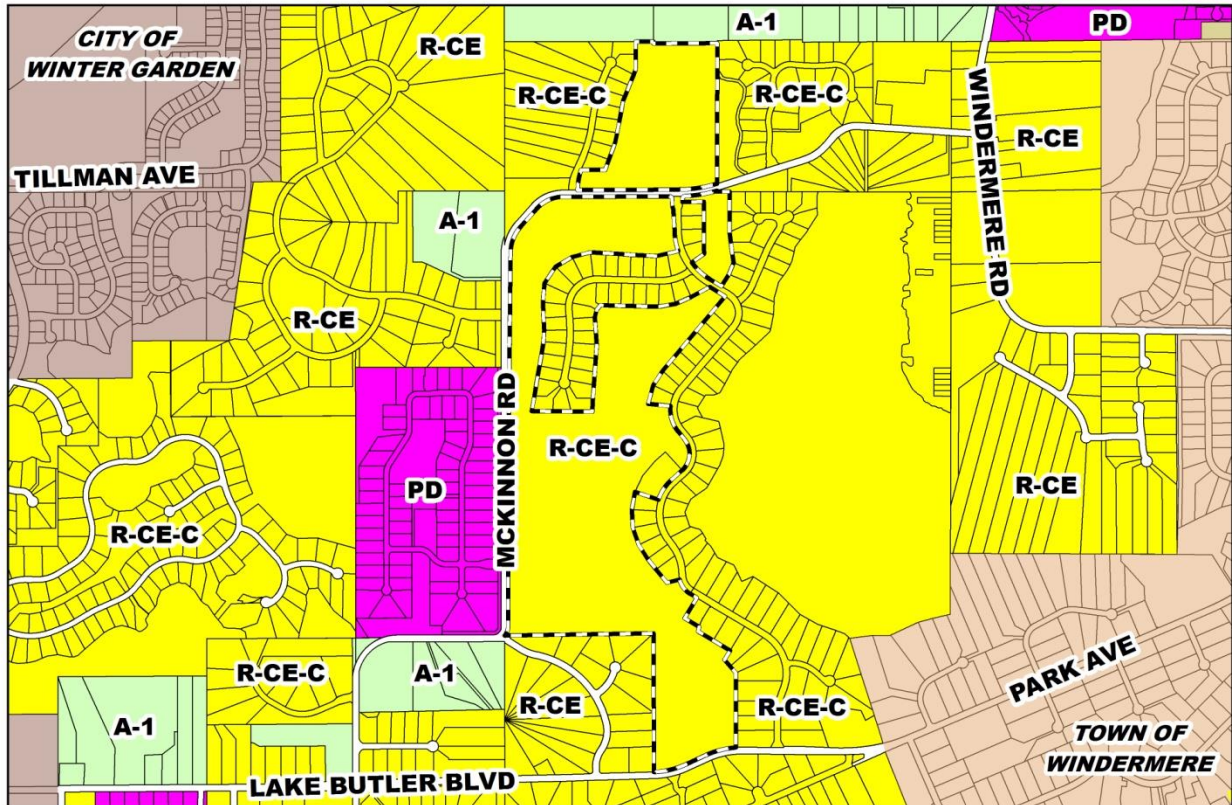 CITY OF
WINTER GARDEN
R-CE
A-1
PD
R-CE-C
R-CE-C
WINDERMERE RD
R-CE
TILLMAN AVE
A-1
R-CE
MCKINNON RD
R-CE-C
PD
R-CE
R-CE-C
R-CE-C
A-1
R-CE
R-CE-C
PARK AVE
A-1
TOWN OF
WINDERMERE
LAKE BUTLER BLVD